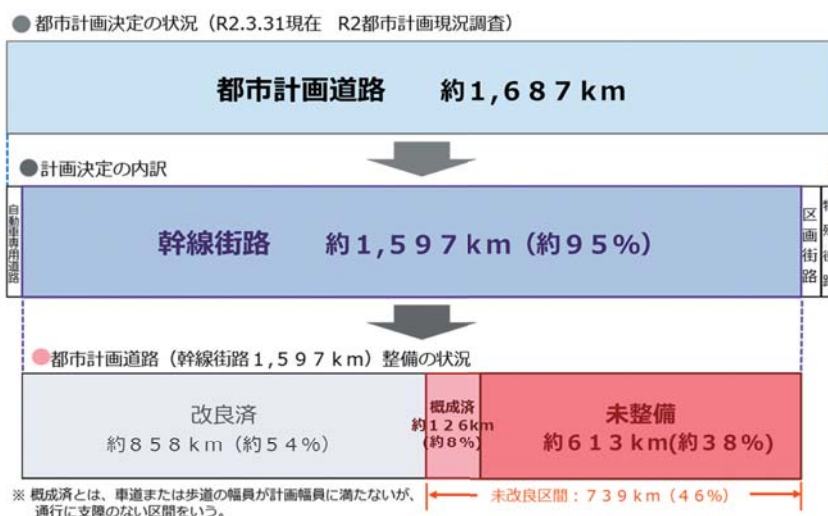 ●都市計画決定の状況（R2.3.31現在　R2都市計画現況調査）
都市計画道路　約1,687km
●計画決定の内訳
自動車専用道路
幹線街路　約1,597km（約95%）
区画街路
●都市計画道路（幹線街路1,597km）整備の状況
改良済
約858km（約54%）
概成済
約126km
(約8%)
未整備
約613km(約38%)
※ 概成済とは、車道または歩道の幅員が計画幅員に満たないが、
通行に支障のない区間をいう。
未改良区間：739km（46%）